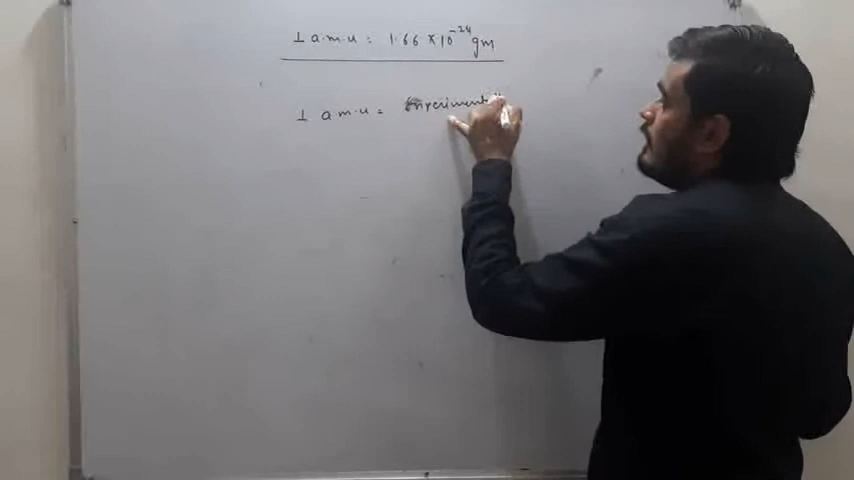 1 a.m.u = 1.66 × 10⁻²⁴ gm
1 a.m.u =